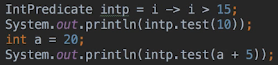 IntPredicate intp = i -> i > 15;
System.out.println(intp.test(10));
int a = 20;
System.out.println(intp.test(a + 5));